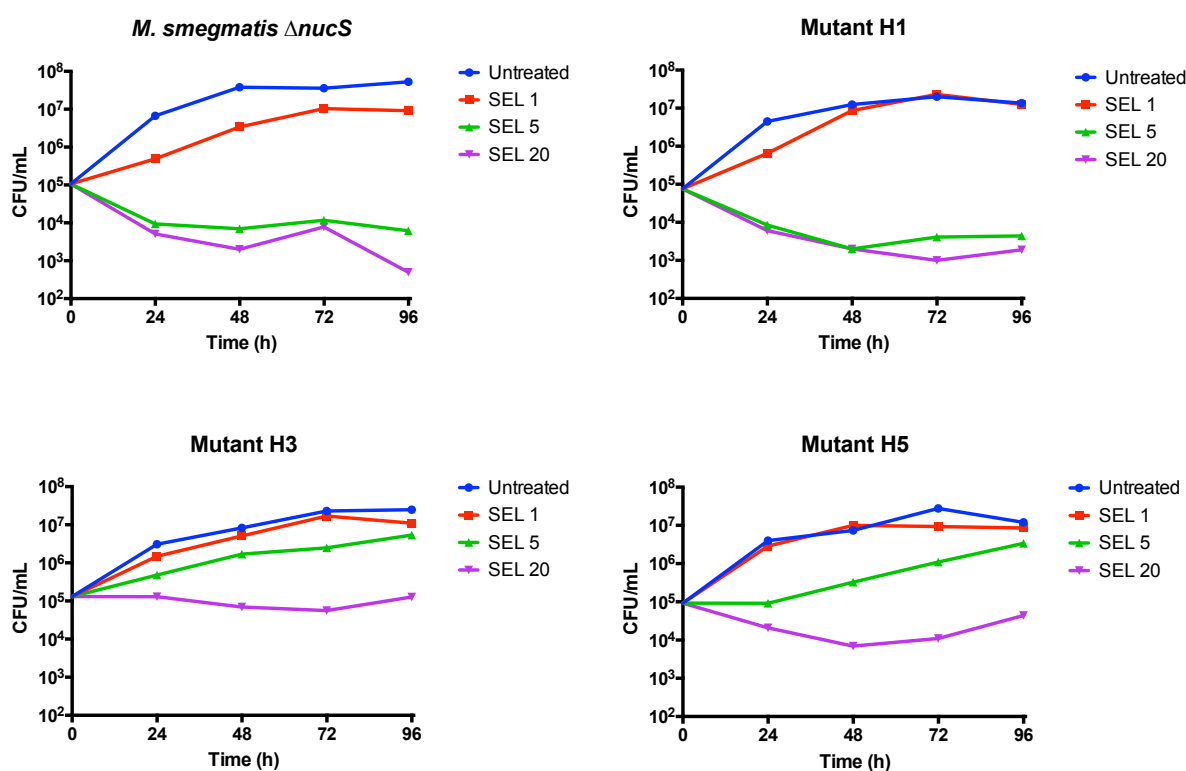 M. smegmatis ΔnucS
CFU/mL
10⁸
10⁷
10⁶
10⁵
10⁴
10³
10²
0 24 48 72 96
Time (h)
Untreated
SEL 1
SEL 5
SEL 20
Mutant H1
CFU/mL
10⁸
10⁷
10⁶
10⁵
10⁴
10³
10²
0 24 48 72 96
Time (h)
Untreated
SEL 1
SEL 5
SEL 20
Mutant H3
CFU/mL
10⁸
10⁷
10⁶
10⁵
10⁴
10³
10²
0 24 48 72 96
Time (h)
Untreated
SEL 1
SEL 5
SEL 20
Mutant H5
CFU/mL
10⁸
10⁷
10⁶
10⁵
10⁴
10³
10²
0 24 48 72 96
Time (h)
Untreated
SEL 1
SEL 5
SEL 20